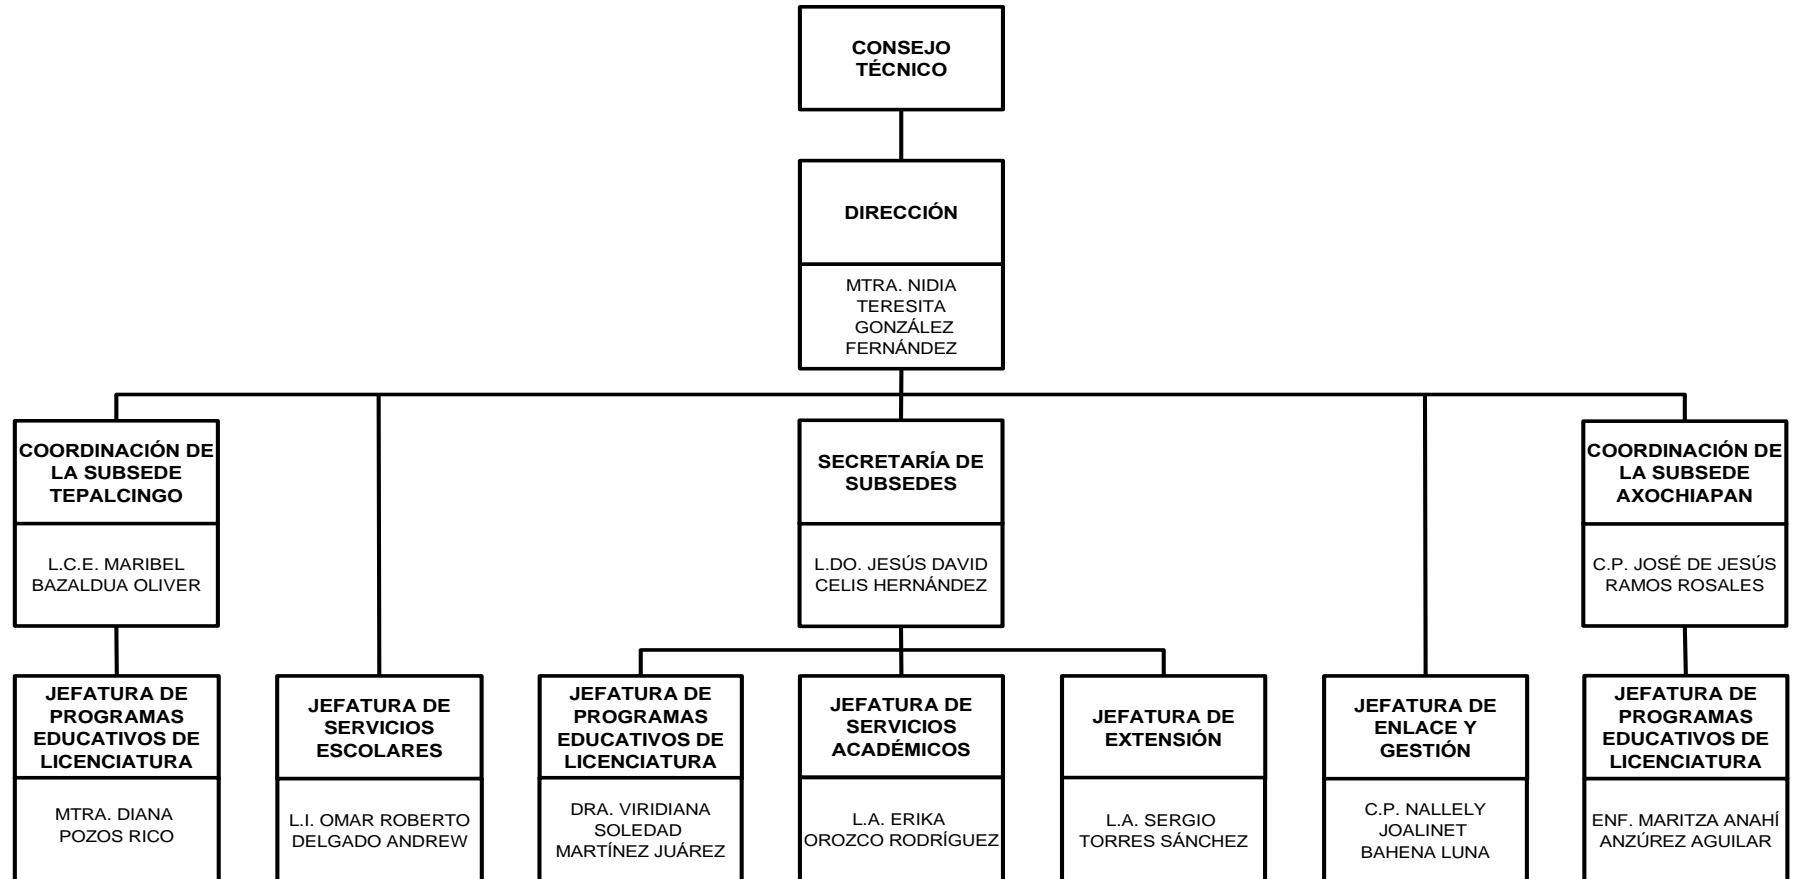 CONSEJO
TÉCNICO
DIRECCIÓN
MTRA. NIDIA
TERESITA
GONZÁLEZ
FERNÁNDEZ
COORDINACIÓN DE
LA SUBSEDE
TEPALCINGO
L.C.E. MARIBEL
BAZALDUA OLIVER
SECRETARÍA DE
SUBSEDES
L.DO. JESÚS DAVID
CELIS HERNÁNDEZ
COORDINACIÓN DE
LA SUBSEDE
AXOCHIAPAN
C.P. JOSÉ DE JESÚS
RAMOS ROSALES
JEFATURA DE
PROGRAMAS
EDUCATIVOS DE
LICENCIATURA
MTRA. DIANA
POZOS RICO
JEFATURA DE
SERVICIOS
ESCOLARES
L.I. OMAR ROBERTO
DELGADO ANDREW
JEFATURA DE
PROGRAMAS
EDUCATIVOS DE
LICENCIATURA
DRA. VIRIDIANA
SOLEDAD
MARTÍNEZ JUÁREZ
JEFATURA DE
SERVICIOS
ACADÉMICOS
L.A. ERIKA
OROZCO RODRÍGUEZ
JEFATURA DE
EXTENSIÓN
L.A. SERGIO
TORRES SÁNCHEZ
JEFATURA DE
ENLACE Y
GESTIÓN
C.P. NALLELY
JOALINET
BAHENA LUNA
JEFATURA DE
PROGRAMAS
EDUCATIVOS DE
LICENCIATURA
ENF. MARITZA ANAHÍ
ANZÚREZ AGUILAR